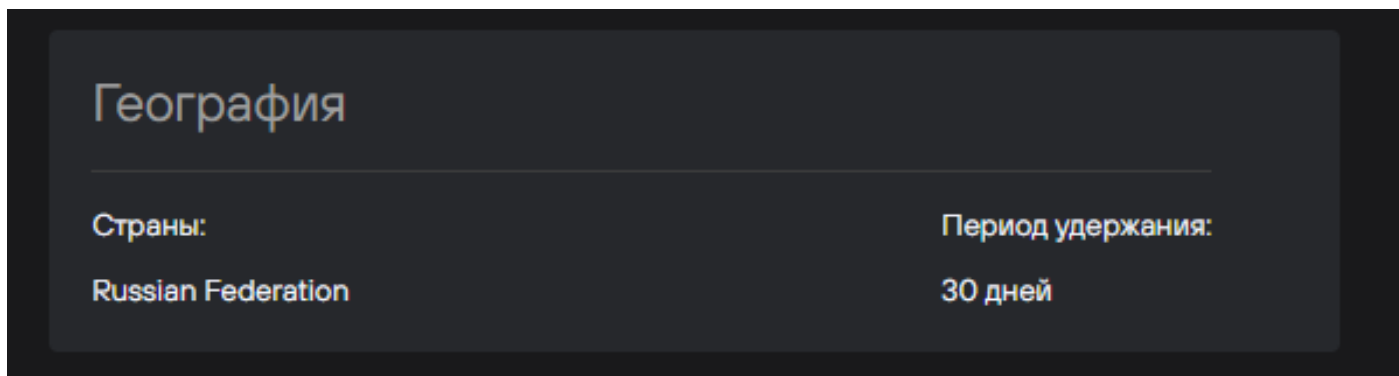 География
Страны:
Период удержания:
Russian Federation
30 дней